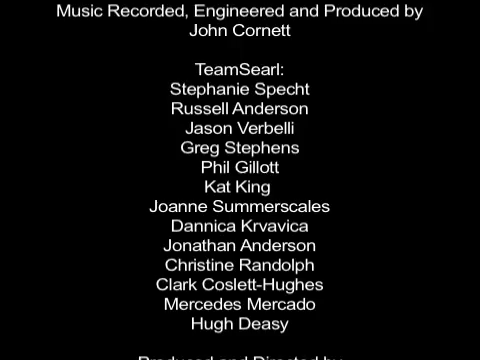 Music Recorded, Engineered and Produced by
John Cornett
TeamSearl:
Stephanie Specht
Russell Anderson
Jason Verbelli
Greg Stephens
Phil Gillott
Kat King
Joanne Summerscales
Dannica Krvavica
Jonathan Anderson
Christine Randolph
Clark Coslett-Hughes
Mercedes Mercado
Hugh Deasy
Produced and Directed by